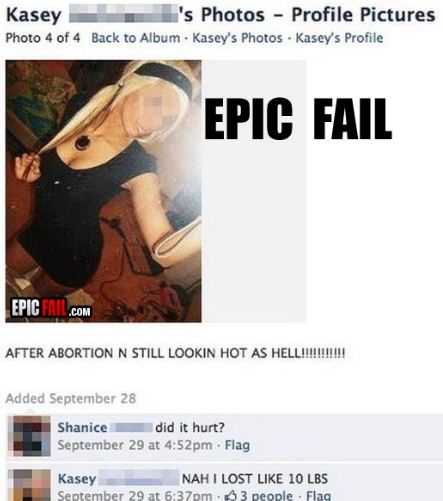 Kasey 's Photos - Profile Pictures
Photo 4 of 4 Back to Album · Kasey's Photos · Kasey's Profile
EPIC FAIL
EPIC FAIL.COM
AFTER ABORTION N STILL LOOKIN HOT AS HELL!!!!!!!!!!!
Added September 28
Shanice did it hurt?
September 29 at 4:52pm · Flag
Kasey NAH I LOST LIKE 10 LBS
September 29 at 6:37pm · 3 people · Flag